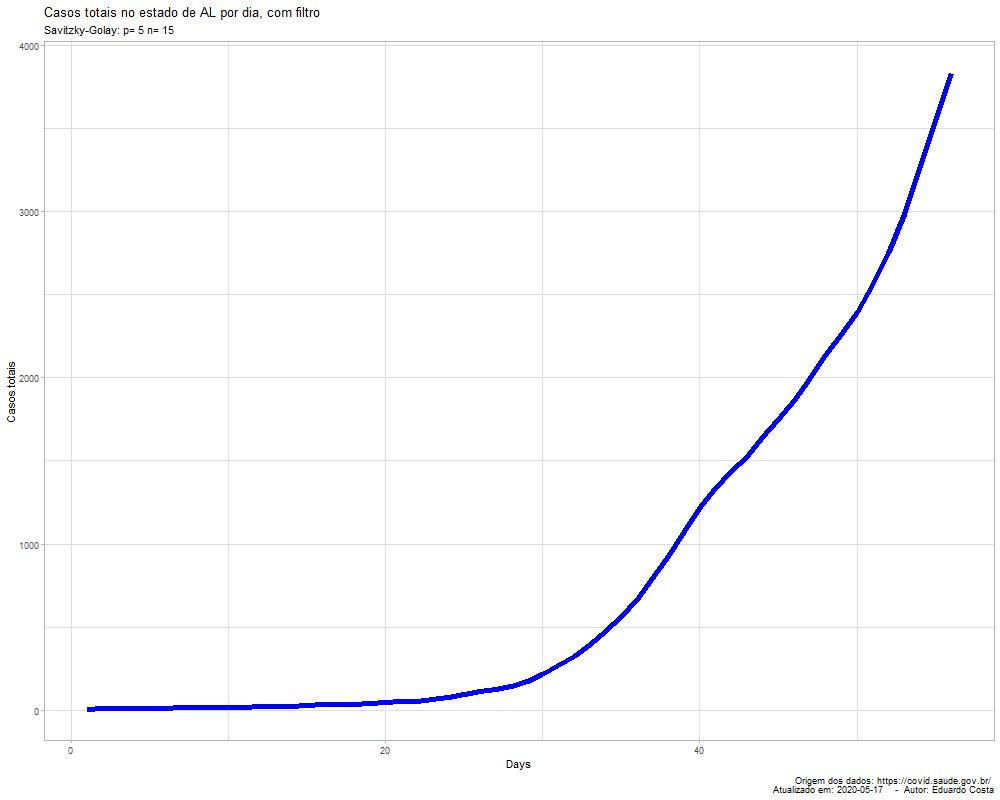 Casos totais no estado de AL por dia, com filtro
Savitzky-Golay: p= 5 n= 15
4000
3000
2000
1000
0
Casos totais
0 20 40
Days
Origem dos dados: https://covid.saude.gov.br/
Atualizado em: 2020-05-17 - Autor: Eduardo Costa